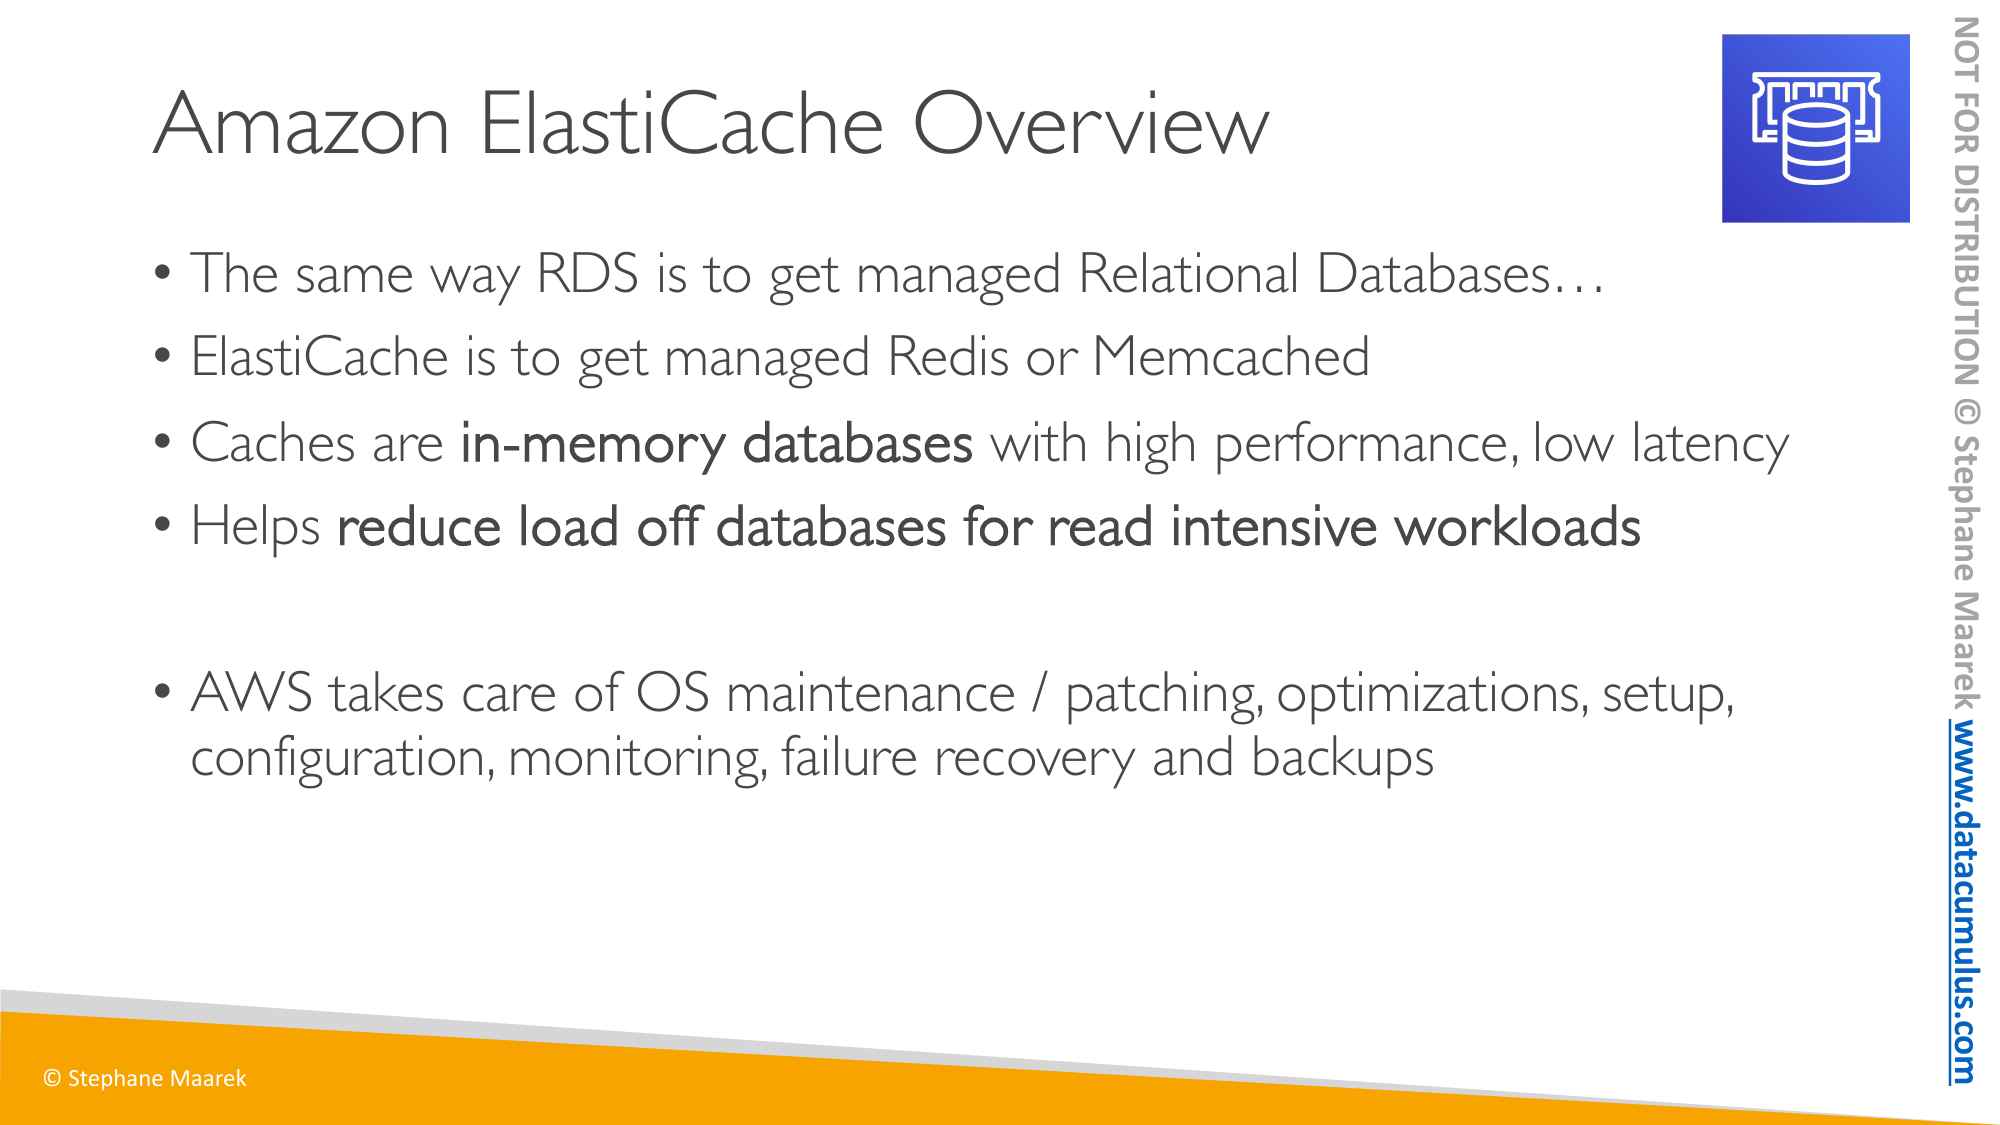 Amazon ElastiCache Overview
• The same way RDS is to get managed Relational Databases…
• ElastiCache is to get managed Redis or Memcached
• Caches are in-memory databases with high performance, low latency
• Helps reduce load off databases for read intensive workloads
• AWS takes care of OS maintenance / patching, optimizations, setup,
configuration, monitoring, failure recovery and backups
© Stephane Maarek
NOT FOR DISTRIBUTION © Stephane Maarek www.datacumulus.com